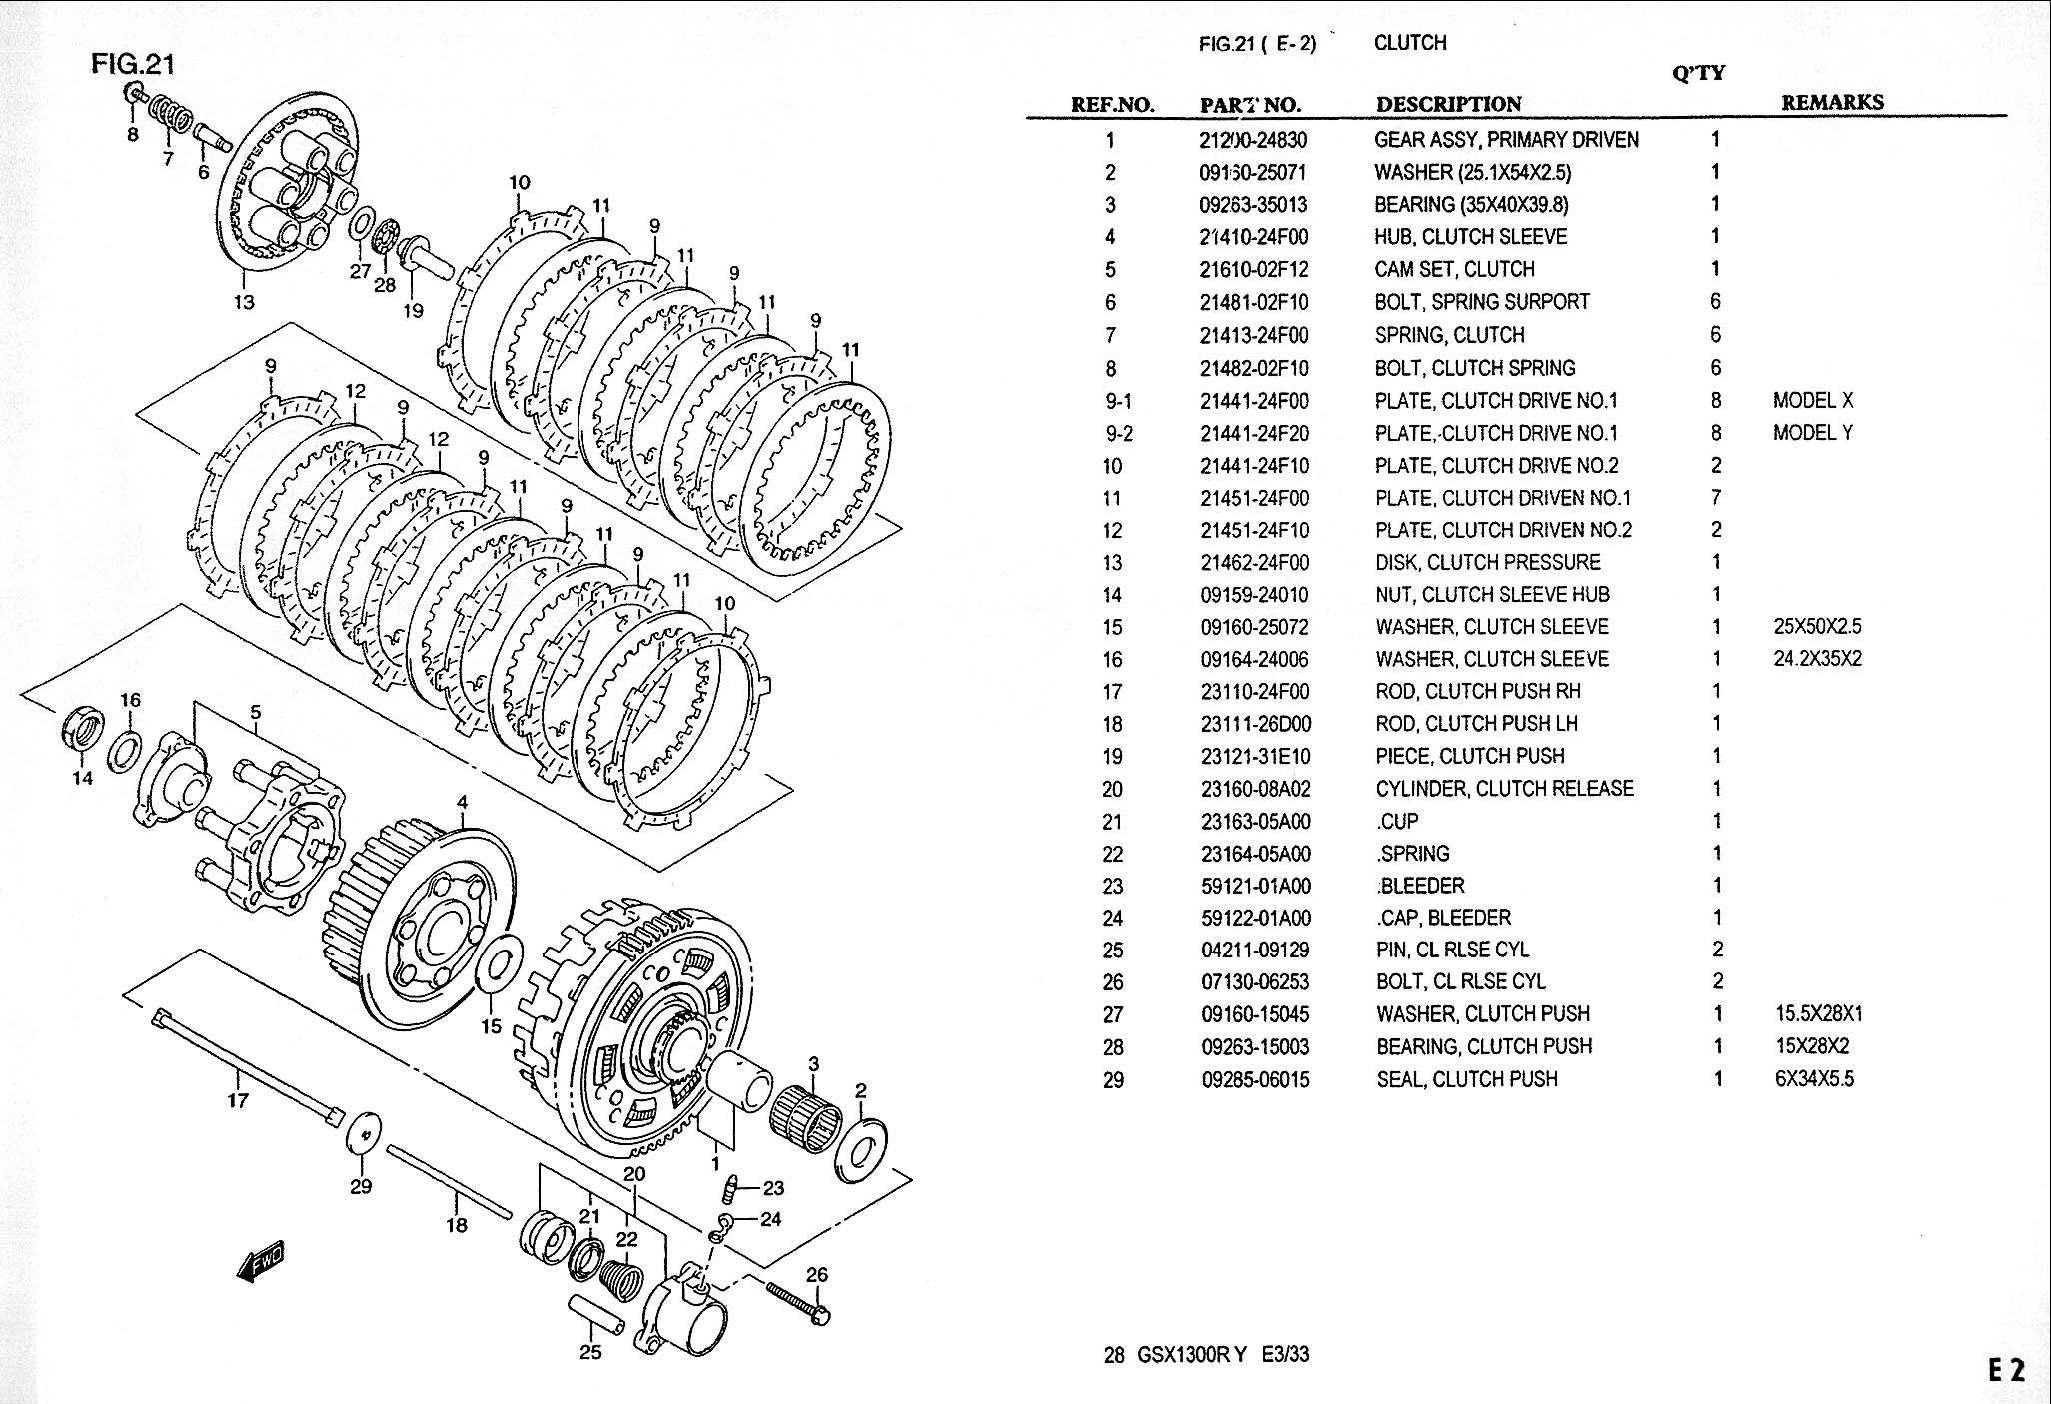 FIG.21
8
7
6
13
27
28
19
10
11
9
11
9
11
9
11
9
12
9
12
9
11
9
11
9
11
10
16
5
14
4
15
3
2
1
17
29
18
20
21
22
23
24
25
26
FWD
FIG.21 ( E-2) CLUTCH
REF.NO. PART NO. DESCRIPTION Q'TY REMARKS
1 21200-24830 GEAR ASSY, PRIMARY DRIVEN 1
2 09160-25071 WASHER (25.1X54X2.5) 1
3 09263-35013 BEARING (35X40X39.8) 1
4 21410-24F00 HUB, CLUTCH SLEEVE 1
5 21610-02F12 CAM SET, CLUTCH 1
6 21481-02F10 BOLT, SPRING SURPORT 6
7 21413-24F00 SPRING, CLUTCH 6
8 21482-02F10 BOLT, CLUTCH SPRING 6
9-1 21441-24F00 PLATE, CLUTCH DRIVE NO.1 8 MODEL X
9-2 21441-24F20 PLATE, CLUTCH DRIVE NO.1 8 MODEL Y
10 21441-24F10 PLATE, CLUTCH DRIVE NO.2 2
11 21451-24F00 PLATE, CLUTCH DRIVEN NO.1 7
12 21451-24F10 PLATE, CLUTCH DRIVEN NO.2 2
13 21462-24F00 DISK, CLUTCH PRESSURE 1
14 09159-24010 NUT, CLUTCH SLEEVE HUB 1
15 09160-25072 WASHER, CLUTCH SLEEVE 1 25X50X2.5
16 09164-24006 WASHER, CLUTCH SLEEVE 1 24.2X35X2
17 23110-24F00 ROD, CLUTCH PUSH RH 1
18 23111-26D00 ROD, CLUTCH PUSH LH 1
19 23121-31E10 PIECE, CLUTCH PUSH 1
20 23160-08A02 CYLINDER, CLUTCH RELEASE 1
21 23163-05A00 .CUP 1
22 23164-05A00 .SPRING 1
23 59121-01A00 .BLEEDER 1
24 59122-01A00 .CAP, BLEEDER 1
25 04211-09129 PIN, CL RLSE CYL 2
26 07130-06253 BOLT, CL RLSE CYL 2
27 09160-15045 WASHER, CLUTCH PUSH 1 15.5X28X1
28 09263-15003 BEARING, CLUTCH PUSH 1 15X28X2
29 09285-06015 SEAL, CLUTCH PUSH 1 6X34X5.5
28 GSX1300R Y E3/33
E 2